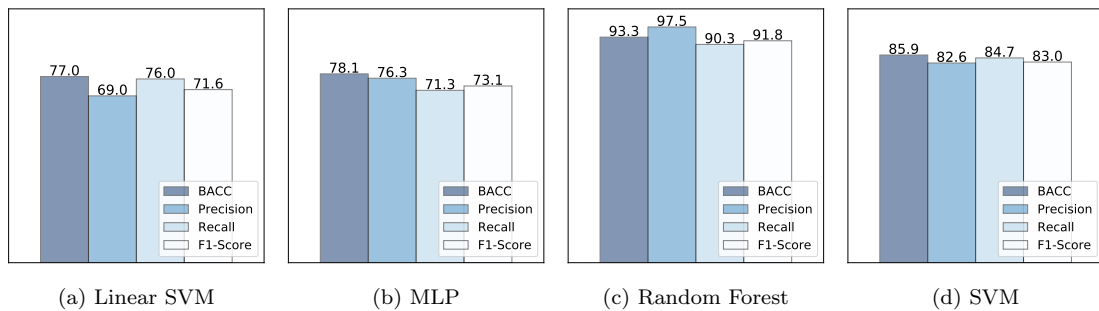 77.0
69.0
76.0
71.6
BACC
Precision
Recall
F1-Score
(a) Linear SVM
78.1
76.3
71.3
73.1
BACC
Precision
Recall
F1-Score
(b) MLP
93.3
97.5
90.3
91.8
BACC
Precision
Recall
F1-Score
(c) Random Forest
85.9
82.6
84.7
83.0
BACC
Precision
Recall
F1-Score
(d) SVM